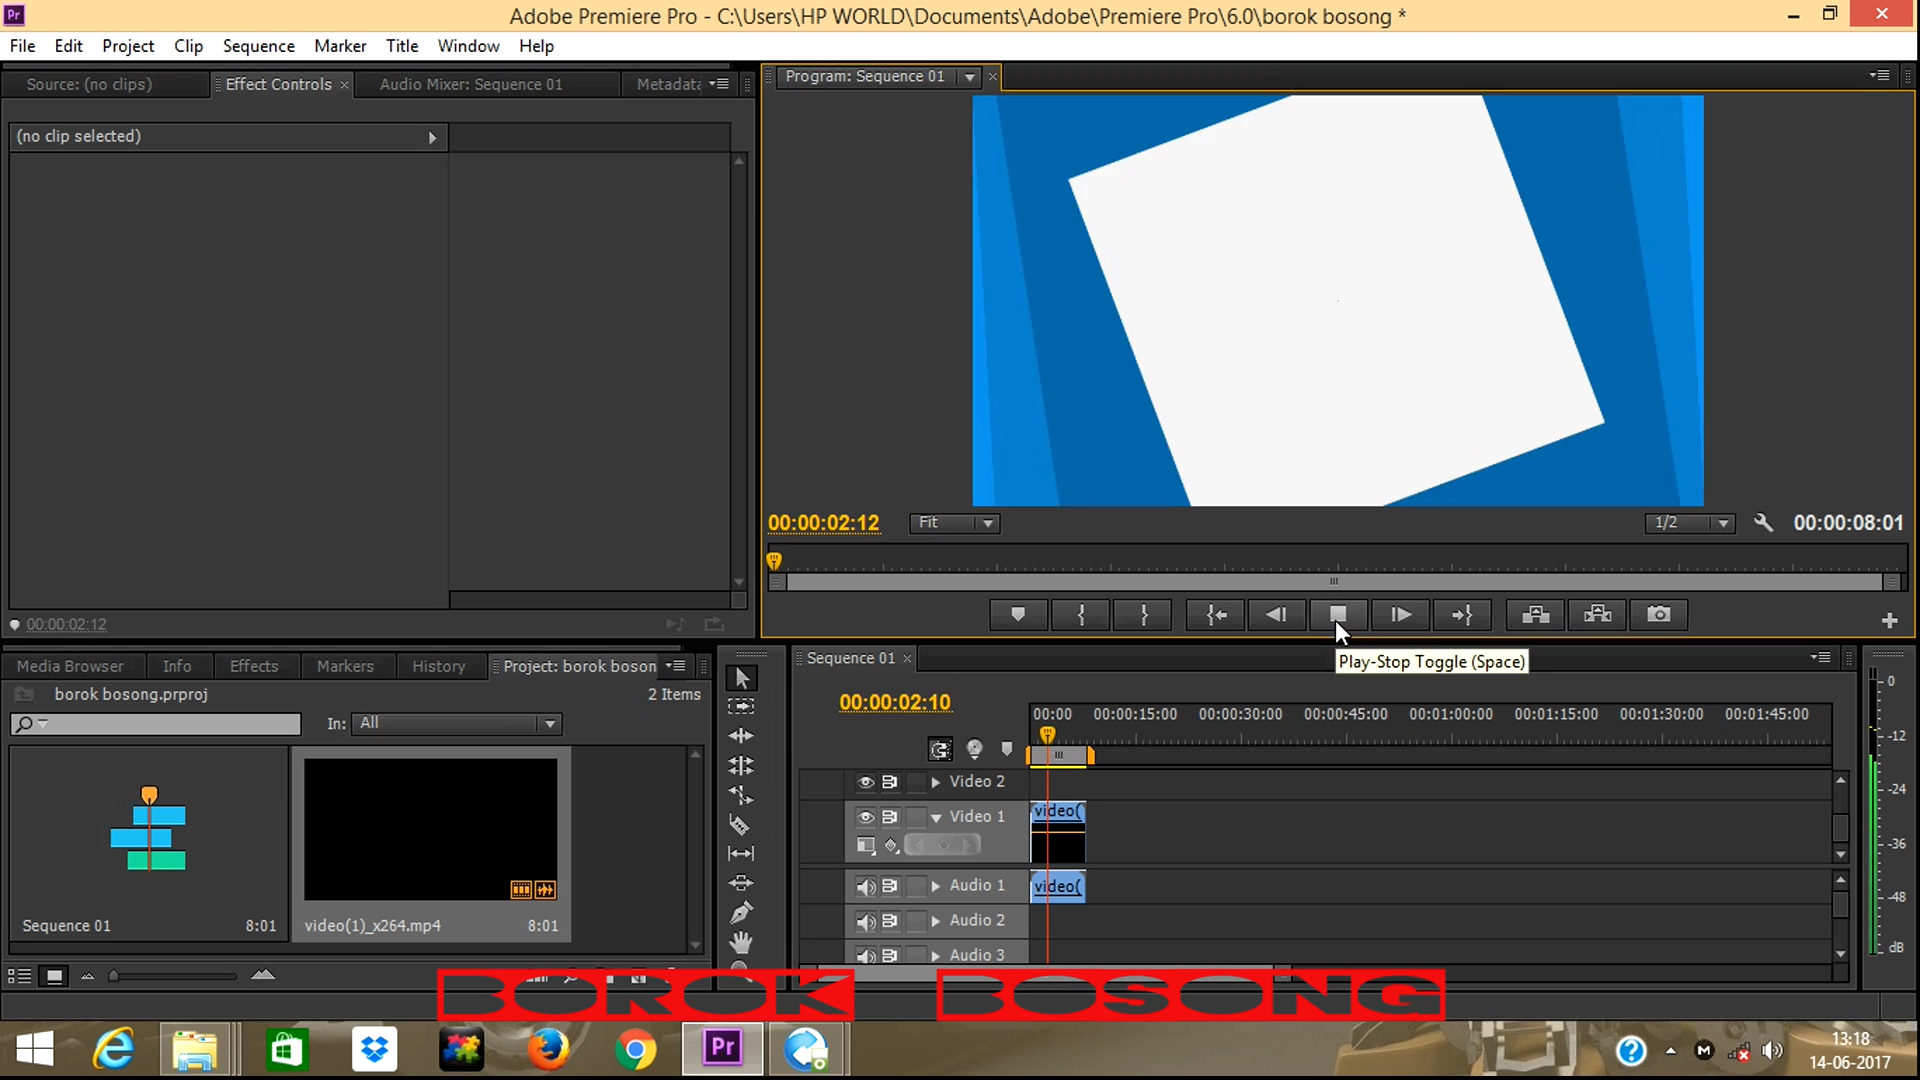 Adobe Premiere Pro - C:\Users\HP WORLD\Documents\Adobe\Premiere Pro\6.0\borok bosong *
File Edit Project Clip Sequence Marker Title Window Help
Source: (no clips) Effect Controls Audio Mixer: Sequence 01 Metadata
Program: Sequence 01
(no clip selected)
00:00:02:12 Fit 1/2 00:00:08:01
00:00:02:12
Play-Stop Toggle (Space)
Media Browser Info Effects Markers History Project: borok boson
borok bosong.prproj 2 Items
In: All
Sequence 01 8:01
video(1)_x264.mp4 8:01
Sequence 01
00:00:02:10
00:00 00:00:15:00 00:00:30:00 00:00:45:00 00:01:00:00 00:01:15:00 00:01:30:00 00:01:45:00
Video 2
Video 1 video(
Audio 1 video(
Audio 2
Audio 3
0
-12
-24
-36
-48
dB
BOROK BOSONG
Pr
13:18
14-06-2017